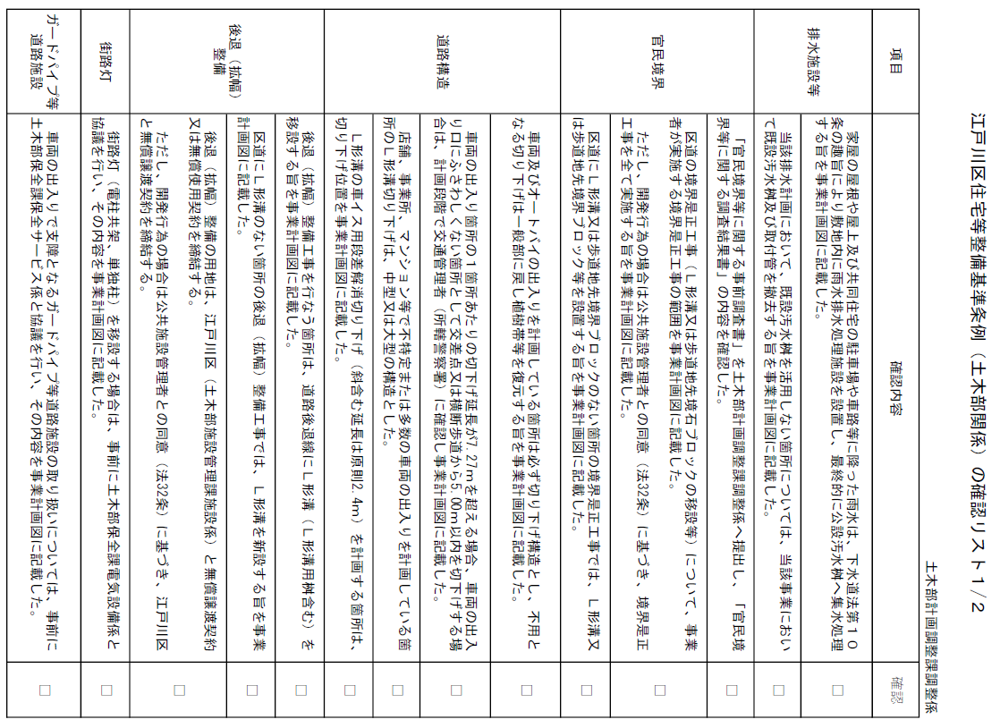 江戸川区住宅等整備基準条例（土木部関係）の確認リスト１/２
土木部計画調整課調整係
項目
確認内容
確認
排水施設等
家屋の屋根や屋上及び共同住宅の駐車場や車路等に降った雨水は、下水道法第１０
条の趣旨により敷地内に雨水排水処理施設を設置し、最終的に公設汚水桝へ集水処理
する旨を事業計画図に記載した。
□
当該排水計画において、既設汚水桝を活用しない箇所については、当該事業におい
て既設汚水桝及び取付管を撤去する旨を事業計画図に記載した。
□
官民境界
「官民境界等に関する事前調査書」を土木部計画調整課調整係へ提出し、「官民境
界等に関する調査結果書」の内容を確認した。
□
区道の境界是正工事（Ｌ形溝又は歩道地先境石ブロックの移設等）について、事業
者が実施する境界是正工事の範囲を事業計画図に記載した。
ただし、開発行為の場合は公共施設管理者との同意（法32条）に基づき、境界是正
工事を全て実施する旨を事業計画図に記載した。
□
区道にＬ形溝又は歩道地先境界ブロックのない箇所の境界是正工事では、Ｌ形溝又
は歩道地先境界ブロック等を設置する旨を事業計画図に記載した。
□
道路構造
車両及びオートバイの出入りを計画している箇所は必ず切り下げ構造とし、不用と
なる切り下げは一般部に戻し植樹帯等を復元する旨を事業計画図に記載した。
□
車両の出入り箇所の１箇所あたりの切下げ延長が7.27ｍを超える場合、車両の出入
り口にふさわしくない箇所として交差点又は横断歩道から5.00ｍ以内を切下げする場
合は、計画段階で交通管理者（所轄警察署）に確認し事業計画図に記載した。
□
店舗、事業所、マンション等で不特定または多数の車両の出入りを計画している箇
所のＬ形溝切り下げは、中型又は大型の構造とした。
□
Ｌ形溝の車イス用段差解消切り下げ（斜含む延長は原則2.4ｍ）を計画する箇所は、
切り下げ位置を事業計画図に記載した。
□
後退（拡幅）
整備
後退（拡幅）整備工事を行なう箇所は、道路後退線にＬ形溝（Ｌ形溝用桝含む）を
移設する旨を事業計画図に記載した。
□
区道にＬ形溝のない箇所の後退（拡幅）整備工事では、Ｌ形溝を新設する旨を事業
計画図に記載した。
□
後退（拡幅）整備の用地は、江戸川区（土木部施設管理課施設係）と無償譲渡契約
又は無償使用契約を締結する。
ただし、開発行為の場合は公共施設管理者との同意（法32条）に基づき、江戸川区
と無償譲渡契約を締結する。
□
街路灯
街路灯（電柱共架、単独柱）を移設する場合は、事前に土木部保全課電気設備係と
協議を行い、その内容を事業計画図に記載した。
□
ガードパイプ等
道路施設
車両の出入りで支障となるガードパイプ等道路施設の取り扱いについては、事前に
土木部保全課保全サービス係と協議を行い、その内容を事業計画図に記載した。
□